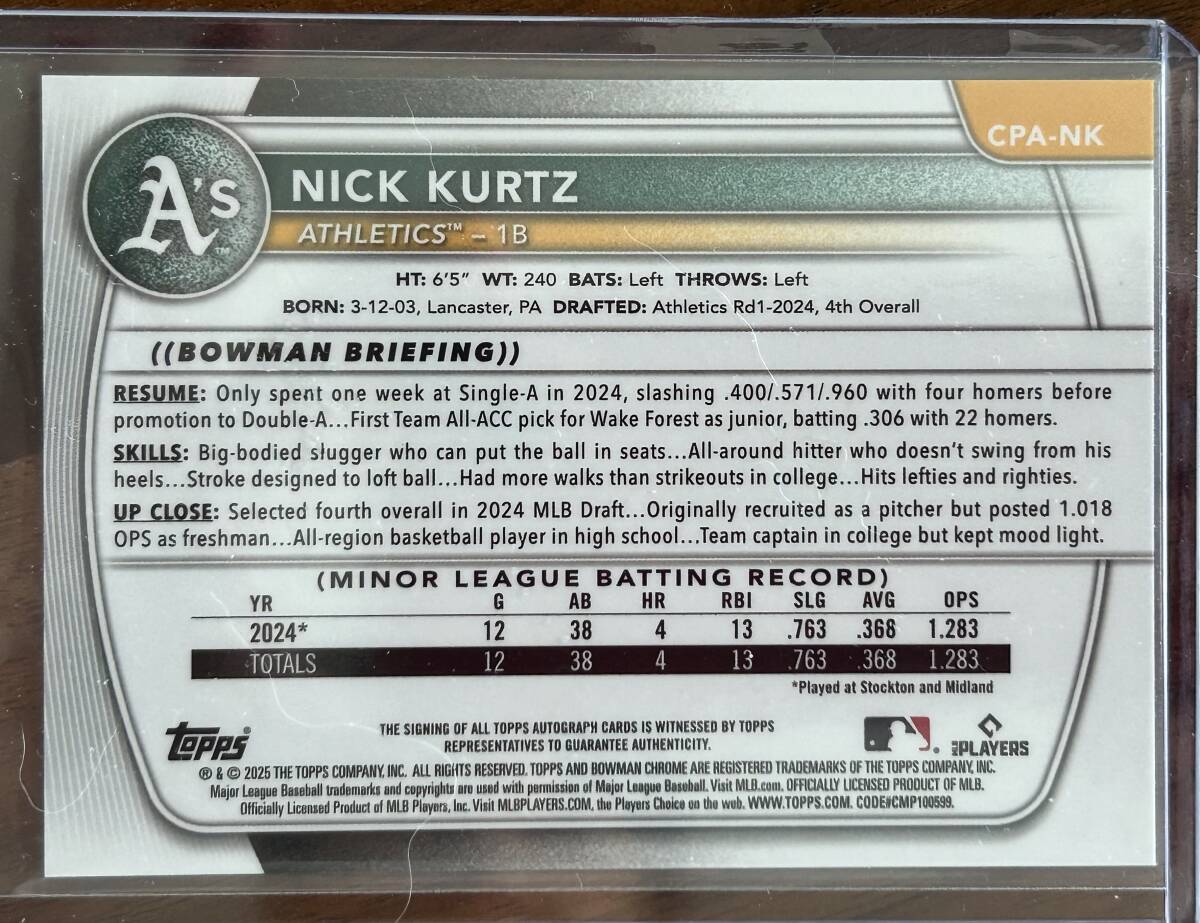 CPA-NK
A's™
NICK KURTZ
ATHLETICS™ – 1B
HT: 6'5" WT: 240 BATS: Left THROWS: Left
BORN: 3-12-03, Lancaster, PA DRAFTED: Athletics Rd1-2024, 4th Overall
((BOWMAN BRIEFING))
RESUME: Only spent one week at Single-A in 2024, slashing .400/.571/.960 with four homers before
promotion to Double-A...First Team All-ACC pick for Wake Forest as junior, batting .306 with 22 homers.
SKILLS: Big-bodied slugger who can put the ball in seats...All-around hitter who doesn't swing from his
heels...Stroke designed to loft ball...Had more walks than strikeouts in college...Hits lefties and righties.
UP CLOSE: Selected fourth overall in 2024 MLB Draft...Originally recruited as a pitcher but posted 1.018
OPS as freshman...All-region basketball player in high school...Team captain in college but kept mood light.
(MINOR LEAGUE BATTING RECORD)
YR G AB HR RBI SLG AVG OPS
2024* 12 38 4 13 .763 .368 1.283
TOTALS 12 38 4 13 .763 .368 1.283
*Played at Stockton and Midland
Topps®
THE SIGNING OF ALL TOPPS AUTOGRAPH CARDS IS WITNESSED BY TOPPS
REPRESENTATIVES TO GUARANTEE AUTHENTICITY.
MLB PLAYERS
® & © 2025 THE TOPPS COMPANY, INC. ALL RIGHTS RESERVED. TOPPS AND BOWMAN CHROME ARE REGISTERED TRADEMARKS OF THE TOPPS COMPANY, INC.
Major League Baseball trademarks and copyrights are used with permission of Major League Baseball. Visit MLB.com. OFFICIALLY LICENSED PRODUCT OF MLB.
Officially Licensed Product of MLB Players, Inc. Visit MLBPLAYERS.COM, the Players Choice on the web. WWW.TOPPS.COM. CODE#CMP100599.